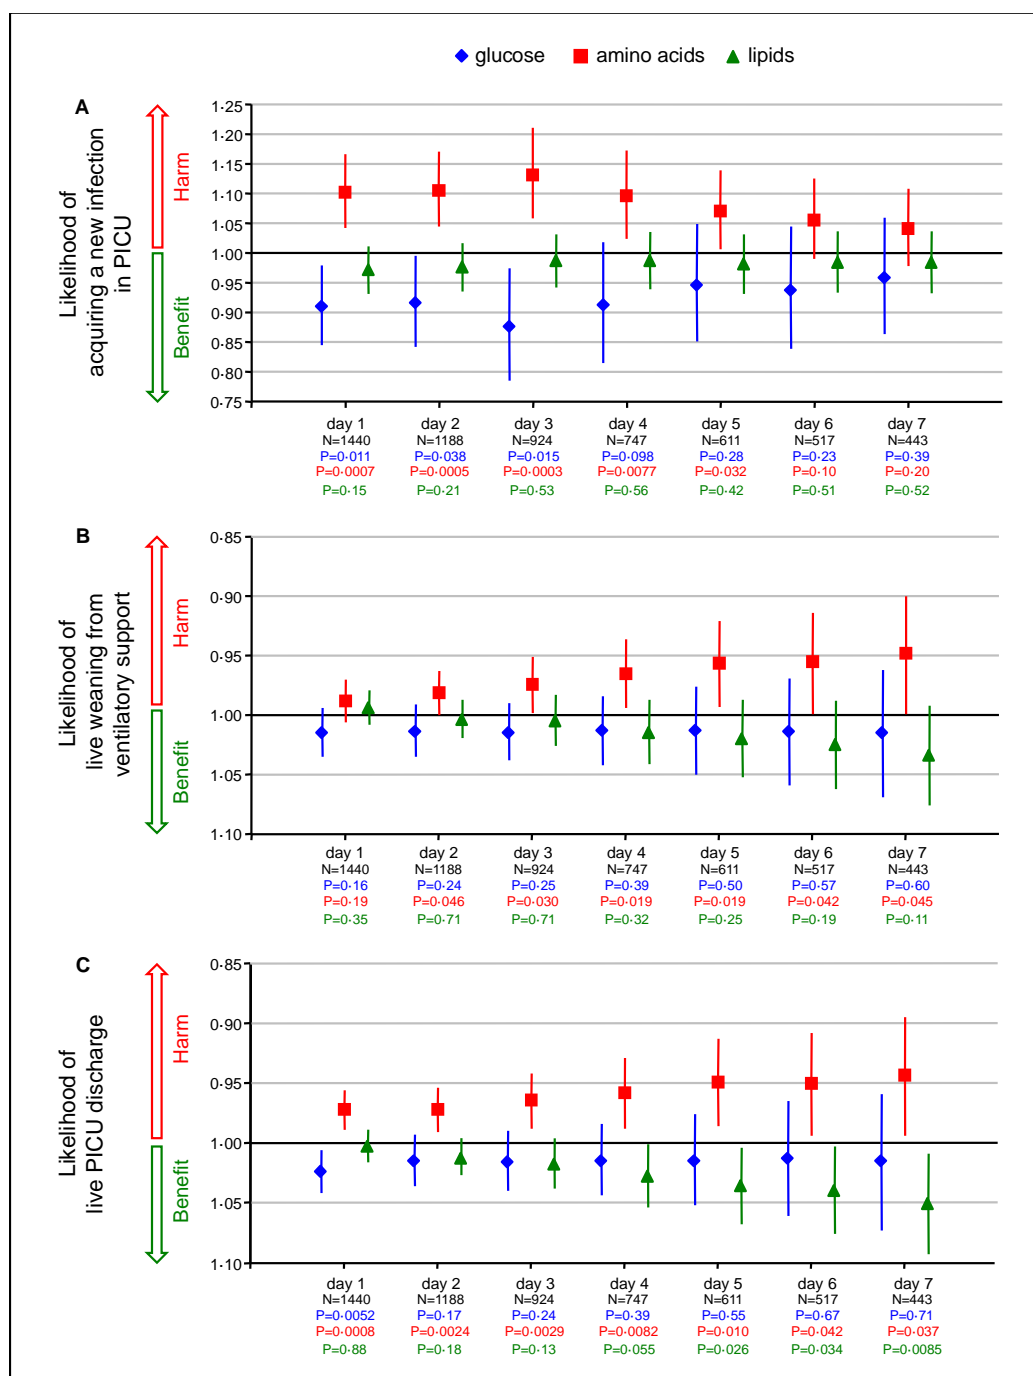 glucose amino acids lipids
A
Harm
Benefit
Likelihood of
acquiring a new infection
in PICU
1·25
1·20
1·15
1·10
1·05
1·00
0·95
0·90
0·85
0·80
0·75
day 1 day 2 day 3 day 4 day 5 day 6 day 7
N=1440 N=1188 N=924 N=747 N=611 N=517 N=443
P=0·011 P=0·038 P=0·015 P=0·098 P=0·28 P=0·23 P=0·39
P=0·0007 P=0·0005 P=0·0003 P=0·0077 P=0·032 P=0·10 P=0·20
P=0·15 P=0·21 P=0·53 P=0·56 P=0·42 P=0·51 P=0·52
B
Harm
Benefit
Likelihood of
live weaning from
ventilatory support
0·85
0·90
0·95
1·00
1·05
1·10
day 1 day 2 day 3 day 4 day 5 day 6 day 7
N=1440 N=1188 N=924 N=747 N=611 N=517 N=443
P=0·16 P=0·24 P=0·25 P=0·39 P=0·50 P=0·57 P=0·60
P=0·19 P=0·046 P=0·030 P=0·019 P=0·019 P=0·042 P=0·045
P=0·35 P=0·71 P=0·71 P=0·32 P=0·25 P=0·19 P=0·11
C
Harm
Benefit
Likelihood of
live PICU discharge
0·85
0·90
0·95
1·00
1·05
1·10
day 1 day 2 day 3 day 4 day 5 day 6 day 7
N=1440 N=1188 N=924 N=747 N=611 N=517 N=443
P=0·0052 P=0·17 P=0·24 P=0·39 P=0·55 P=0·67 P=0·71
P=0·0008 P=0·0024 P=0·0029 P=0·0082 P=0·010 P=0·042 P=0·037
P=0·88 P=0·18 P=0·13 P=0·055 P=0·026 P=0·034 P=0·0085